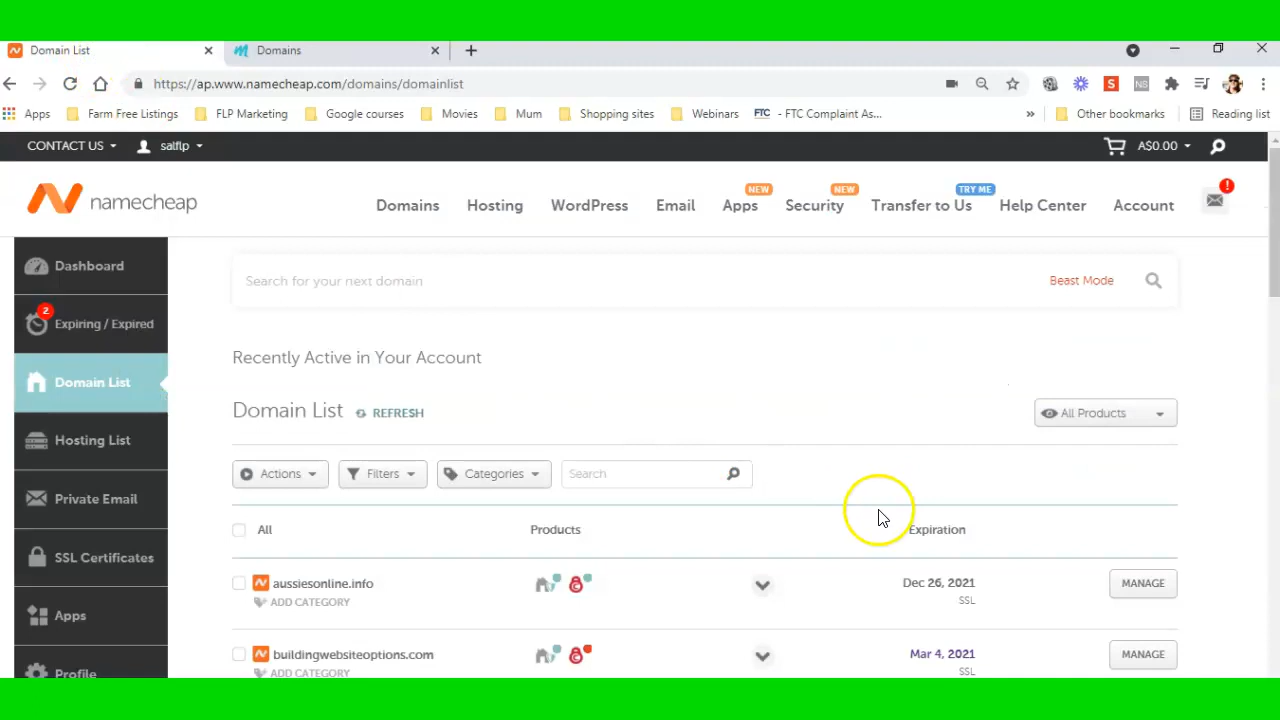 Domain List
Domains
https://ap.www.namecheap.com/domains/domainlist
S
NS
Apps
Farm Free Listings
FLP Marketing
Google courses
Movies
Mum
Shopping sites
Webinars
FTC - FTC Complaint As...
»
Other bookmarks
Reading list
CONTACT US
salflp
A$0.00
namecheap
Domains
Hosting
WordPress
Email
NEW
Apps
NEW
Security
TRY ME
Transfer to Us
Help Center
Account
!
Dashboard
2
Expiring / Expired
Domain List
Hosting List
Private Email
SSL Certificates
Apps
Profile
Search for your next domain
Beast Mode
Recently Active in Your Account
Domain List
REFRESH
All Products
Actions
Filters
Categories
Search
All
Products
Expiration
aussiesonline.info
ADD CATEGORY
Dec 26, 2021
SSL
MANAGE
buildingwebsiteoptions.com
ADD CATEGORY
Mar 4, 2021
SSL
MANAGE